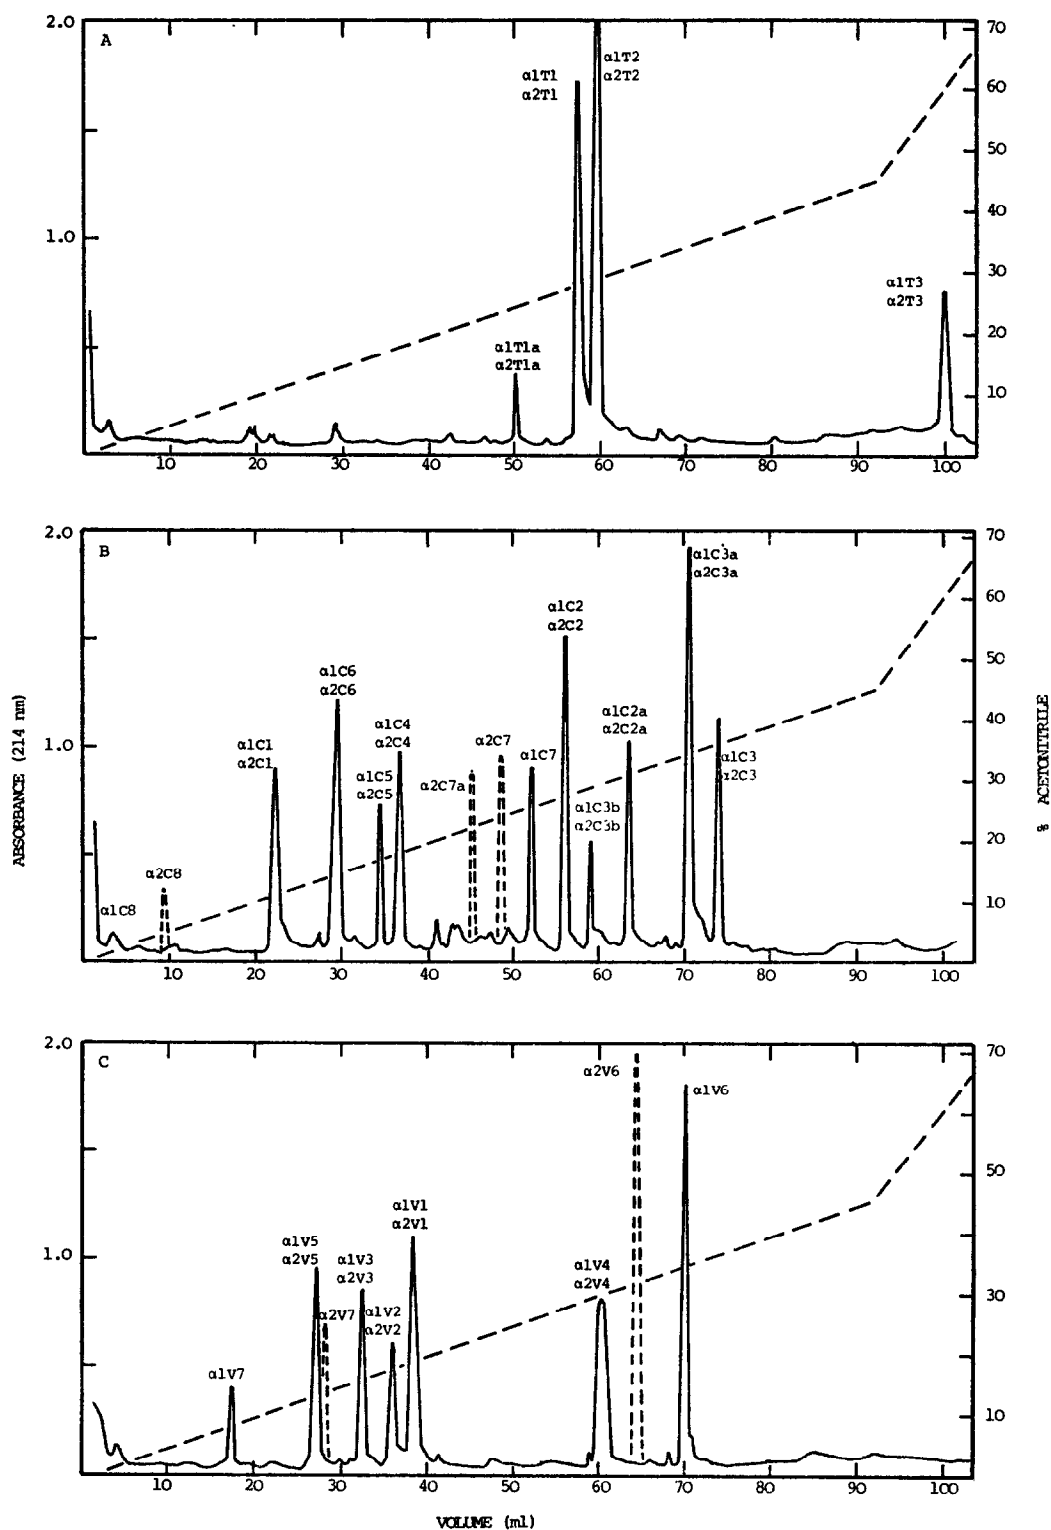 A
2.0
1.0
70
60
50
40
30
20
10
α1T1
α2T1
α1T2
α2T2
α1T1a
α2T1a
α1T3
α2T3
10 20 30 40 50 60 70 80 90 100
B
2.0
1.0
70
60
50
40
30
20
10
α1C8
α2C8
α1C1
α2C1
α1C6
α2C6
α1C5
α2C5
α1C4
α2C4
α2C7a
α2C7
α1C7
α1C2
α2C2
α1C3b
α2C3b
α1C2a
α2C2a
α1C3a
α2C3a
α1C3
α2C3
10 20 30 40 50 60 70 80 90 100
ABSORBANCE (214 nm)
% ACETONITRILE
C
2.0
1.0
70
50
30
10
α1V7
α1V5
α2V5
α2V7
α1V3
α2V3
α1V2
α2V2
α1V1
α2V1
α1V4
α2V4
α2V6
α1V6
10 20 30 40 50 60 70 80 90 100
VOLUME (ml)